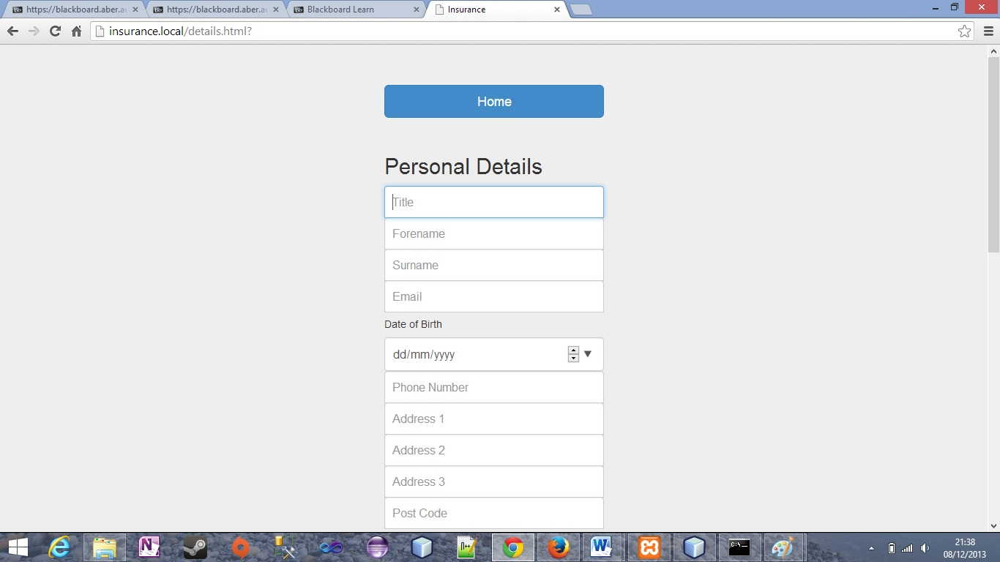 https://blackboard.aber.a
https://blackboard.aber.a
Blackboard Learn
Insurance
insurance.local/details.html?
Home
Personal Details
Title
Forename
Surname
Email
Date of Birth
dd/mm/yyyy
Phone Number
Address 1
Address 2
Address 3
Post Code
21:38
08/12/2013